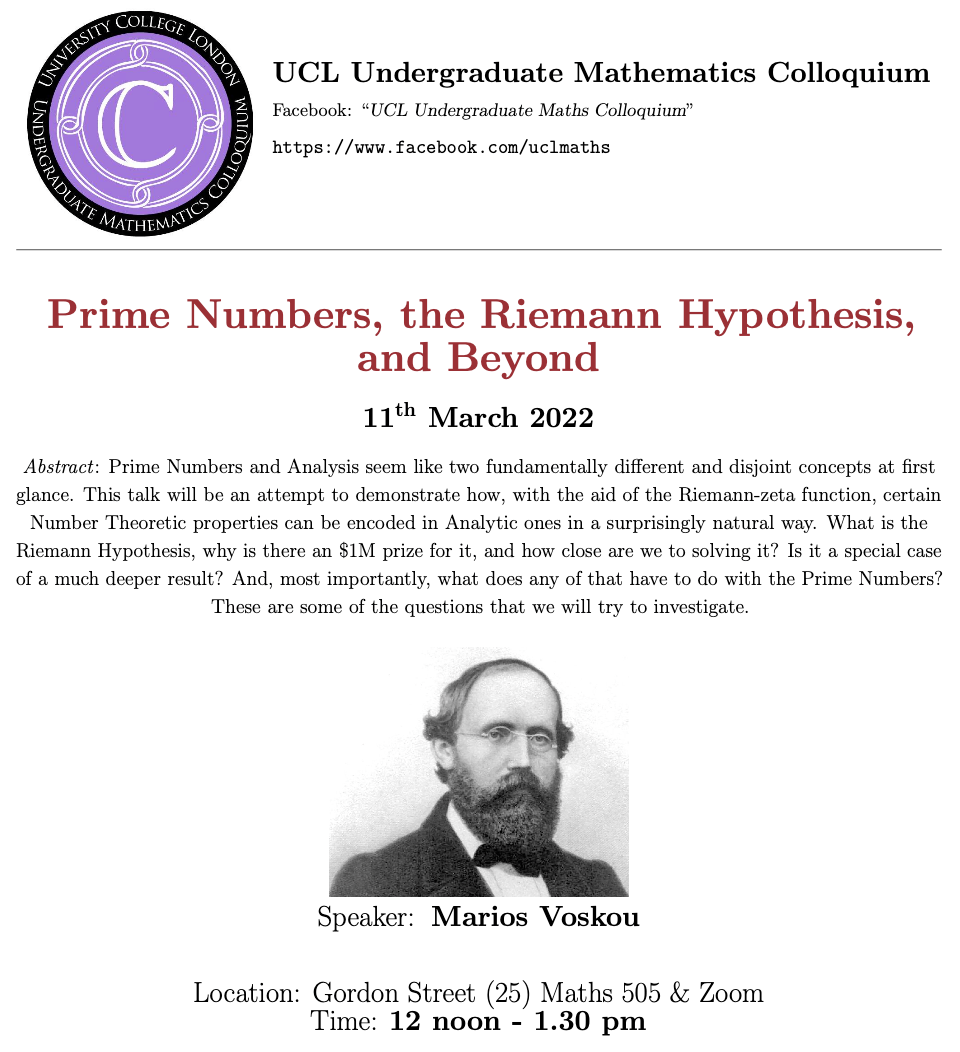 UNIVERSITY COLLEGE LONDON
UNDERGRADUATE MATHEMATICS COLLOQUIUM
C
UCL Undergraduate Mathematics Colloquium
Facebook: “UCL Undergraduate Maths Colloquium”
https://www.facebook.com/uclmaths
Prime Numbers, the Riemann Hypothesis,
and Beyond
11th March 2022
Abstract: Prime Numbers and Analysis seem like two fundamentally different and disjoint concepts at first
glance. This talk will be an attempt to demonstrate how, with the aid of the Riemann-zeta function, certain
Number Theoretic properties can be encoded in Analytic ones in a surprisingly natural way. What is the
Riemann Hypothesis, why is there an $1M prize for it, and how close are we to solving it? Is it a special case
of a much deeper result? And, most importantly, what does any of that have to do with the Prime Numbers?
These are some of the questions that we will try to investigate.
Speaker: Marios Voskou
Location: Gordon Street (25) Maths 505 & Zoom
Time: 12 noon - 1.30 pm